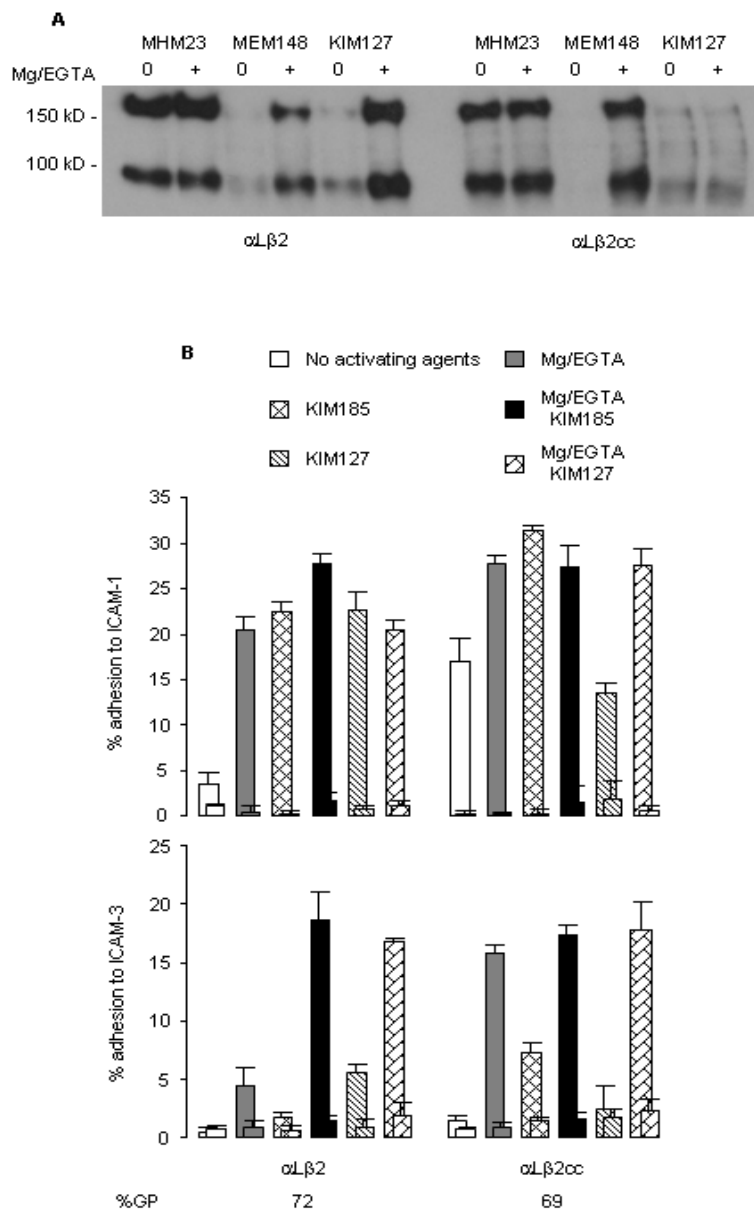 A
MHM23 MEM148 KIM127 MHM23 MEM148 KIM127
Mg/EGTA 0 + 0 + 0 + 0 + 0 + 0 +
150 kD -
100 kD -
αLβ2 αLβ2cc
B
No activating agents Mg/EGTA
KIM185 Mg/EGTA
KIM185
KIM127 Mg/EGTA
KIM127
% adhesion to ICAM-1
35
30
25
20
15
10
5
0
% adhesion to ICAM-3
25
20
15
10
5
0
αLβ2 αLβ2cc
%GP 72 69